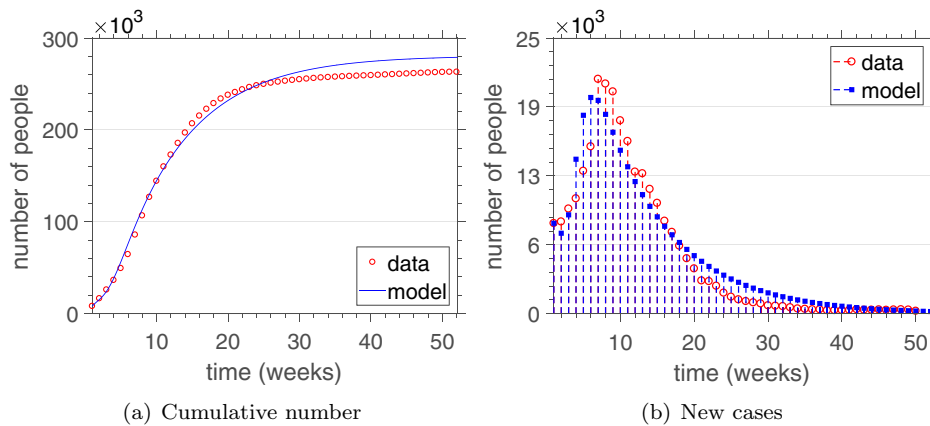 ×10³
300
200
100
0
number of people
10 20 30 40 50
time (weeks)
data
model
(a) Cumulative number
×10³
25
19
13
6
0
number of people
10 20 30 40 50
time (weeks)
data
model
(b) New cases